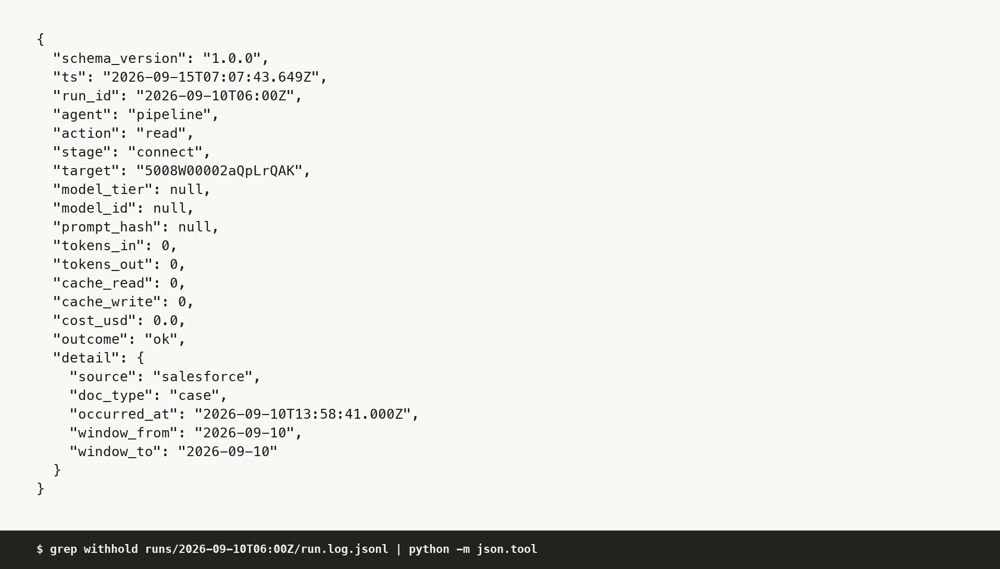 {
  "schema_version": "1.0.0",
  "ts": "2026-09-15T07:07:43.649Z",
  "run_id": "2026-09-10T06:00Z",
  "agent": "pipeline",
  "action": "read",
  "stage": "connect",
  "target": "5008W00002aQpLrQAK",
  "model_tier": null,
  "model_id": null,
  "prompt_hash": null,
  "tokens_in": 0,
  "tokens_out": 0,
  "cache_read": 0,
  "cache_write": 0,
  "cost_usd": 0.0,
  "outcome": "ok",
  "detail": {
    "source": "salesforce",
    "doc_type": "case",
    "occurred_at": "2026-09-10T13:58:41.000Z",
    "window_from": "2026-09-10",
    "window_to": "2026-09-10"
  }
}
$ grep withhold runs/2026-09-10T06:00Z/run.log.jsonl | python -m json.tool